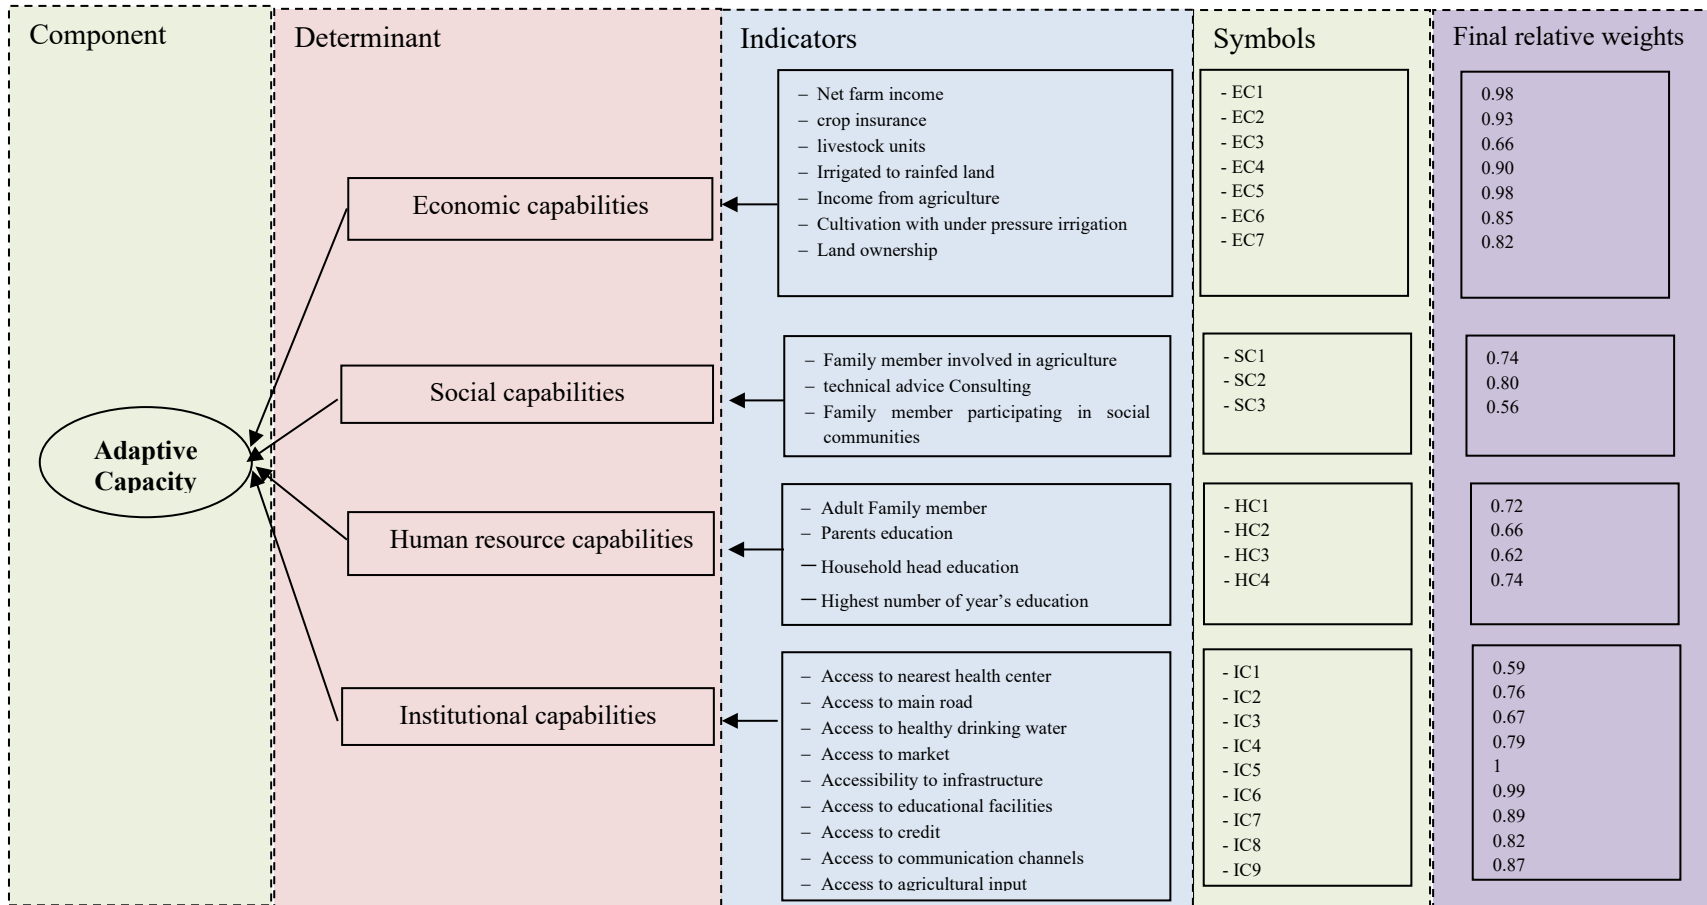 Component
Adaptive
Capacity
Determinant
Economic capabilities
Social capabilities
Human resource capabilities
Institutional capabilities
Indicators
– Net farm income
– crop insurance
– livestock units
– Irrigated to rainfed land
– Income from agriculture
– Cultivation with under pressure irrigation
– Land ownership
– Family member involved in agriculture
– technical advice Consulting
– Family member participating in social
communities
– Adult Family member
– Parents education
– Household head education
– Highest number of year’s education
– Access to nearest health center
– Access to main road
– Access to healthy drinking water
– Access to market
– Accessibility to infrastructure
– Access to educational facilities
– Access to credit
– Access to communication channels
– Access to agricultural input
Symbols
- EC1
- EC2
- EC3
- EC4
- EC5
- EC6
- EC7
- SC1
- SC2
- SC3
- HC1
- HC2
- HC3
- HC4
- IC1
- IC2
- IC3
- IC4
- IC5
- IC6
- IC7
- IC8
- IC9
Final relative weights
0.98
0.93
0.66
0.90
0.98
0.85
0.82
0.74
0.80
0.56
0.72
0.66
0.62
0.74
0.59
0.76
0.67
0.79
1
0.99
0.89
0.82
0.87